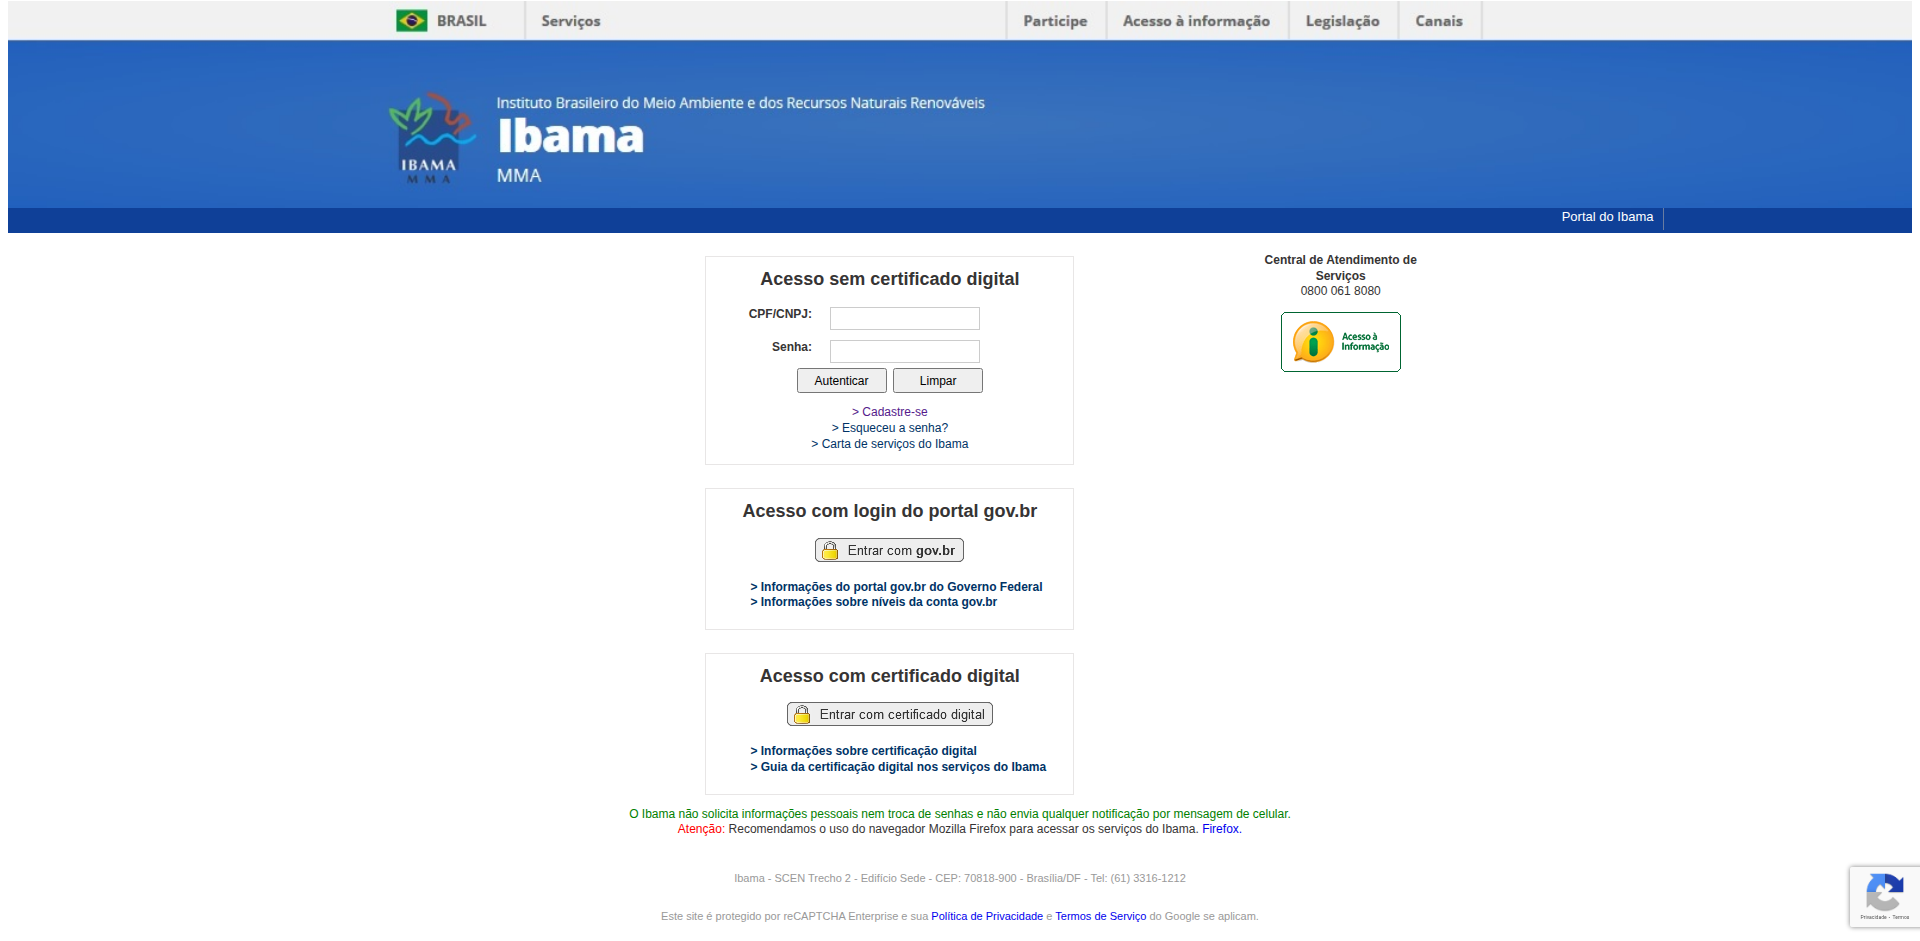 BRASIL Serviços Participe Acesso à informação Legislação Canais
Instituto Brasileiro do Meio Ambiente e dos Recursos Naturais Renováveis
Ibama
MMA
IBAMA
M M A
Portal do Ibama
Acesso sem certificado digital
CPF/CNPJ:
Senha:
Autenticar Limpar
> Cadastre-se
> Esqueceu a senha?
> Carta de serviços do Ibama
Central de Atendimento de
Serviços
0800 061 8080
Acesso à
Informação
Acesso com login do portal gov.br
Entrar com gov.br
> Informações do portal gov.br do Governo Federal
> Informações sobre níveis da conta gov.br
Acesso com certificado digital
Entrar com certificado digital
> Informações sobre certificação digital
> Guia da certificação digital nos serviços do Ibama
O Ibama não solicita informações pessoais nem troca de senhas e não envia qualquer notificação por mensagem de celular.
Atenção: Recomendamos o uso do navegador Mozilla Firefox para acessar os serviços do Ibama. Firefox.
Ibama - SCEN Trecho 2 - Edifício Sede - CEP: 70818-900 - Brasília/DF - Tel: (61) 3316-1212
Este site é protegido por reCAPTCHA Enterprise e sua Política de Privacidade e Termos de Serviço do Google se aplicam.
Privacidade - Termos